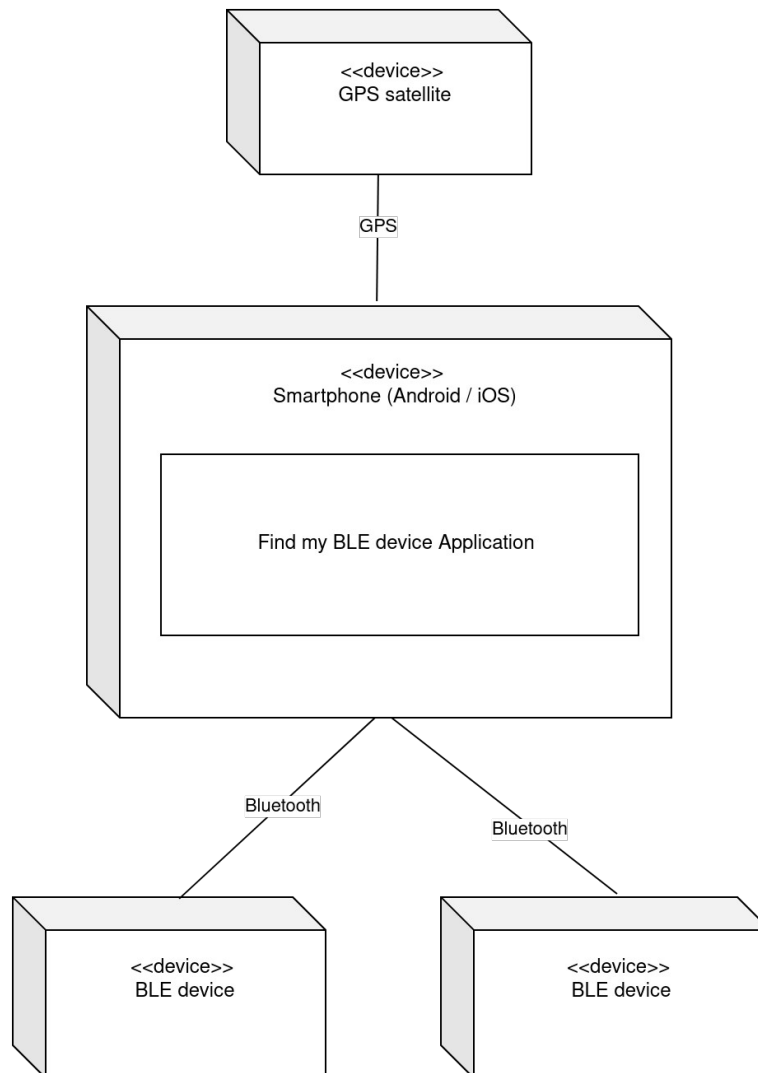 <<device>>
GPS satellite
GPS
<<device>>
Smartphone (Android / iOS)
Find my BLE device Application
Bluetooth
Bluetooth
<<device>>
BLE device
<<device>>
BLE device